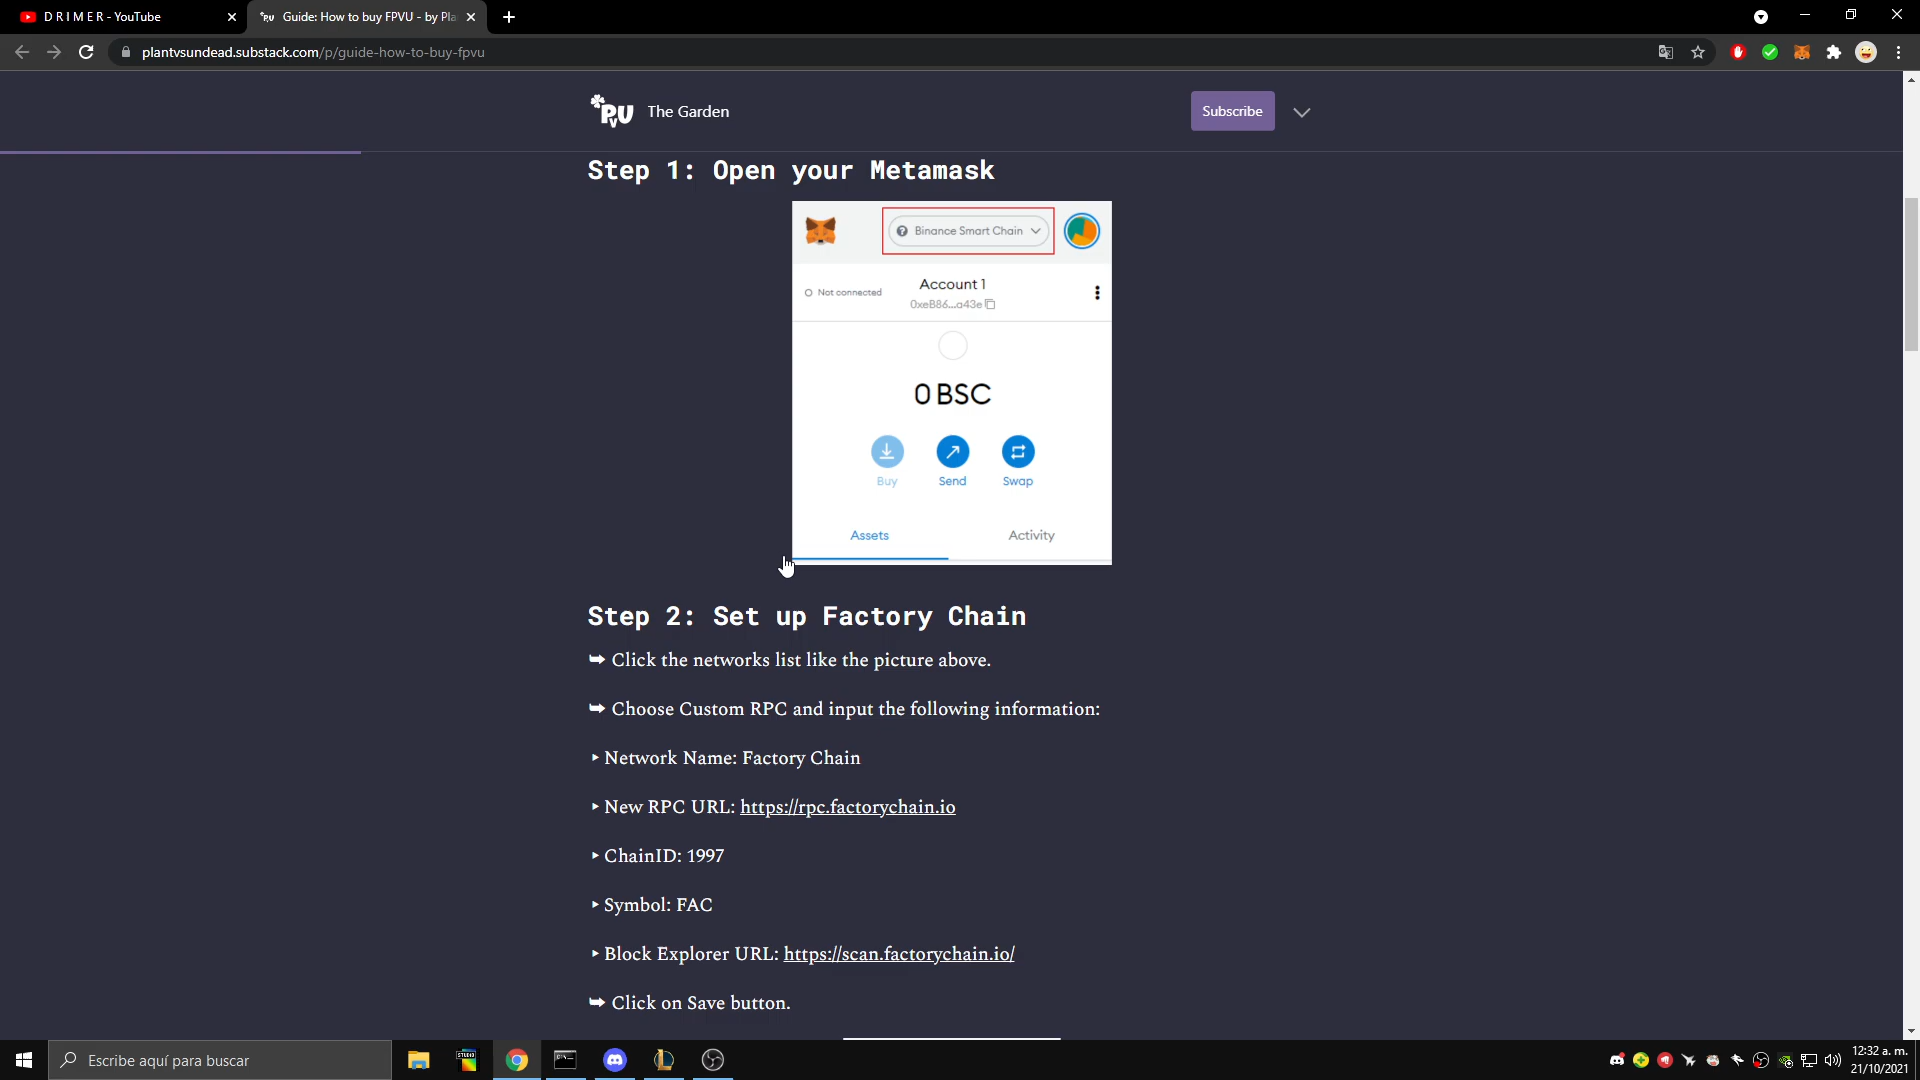 D R I M E R - YouTube
Guide: How to buy FPVU - by Pla
plantvsundead.substack.com/p/guide-how-to-buy-fpvu
PVU The Garden
Subscribe
Step 1: Open your Metamask
Binance Smart Chain
Not connected
Account 1
0xeB86...a43e
0 BSC
Buy
Send
Swap
Assets
Activity
Step 2: Set up Factory Chain
➥ Click the networks list like the picture above.
➥ Choose Custom RPC and input the following information:
‣ Network Name: Factory Chain
‣ New RPC URL: https://rpc.factorychain.io
‣ ChainID: 1997
‣ Symbol: FAC
‣ Block Explorer URL: https://scan.factorychain.io/
➥ Click on Save button.
Escribe aquí para buscar
STUDIO
12:32 a. m.
21/10/2021